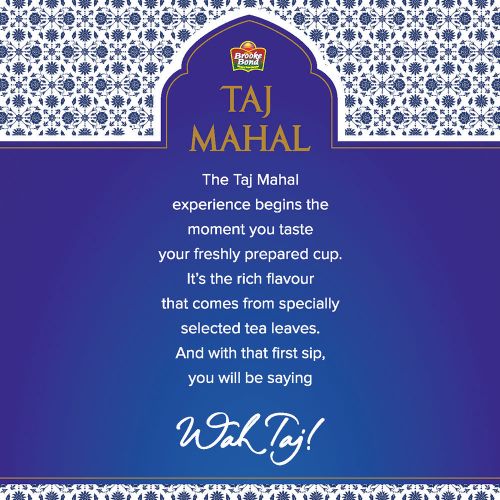 Brooke
Bond
TAJ
MAHAL
The Taj Mahal
experience begins the
moment you taste
your freshly prepared cup.
It's the rich flavour
that comes from specially
selected tea leaves.
And with that first sip,
you will be saying
Wah Taj!